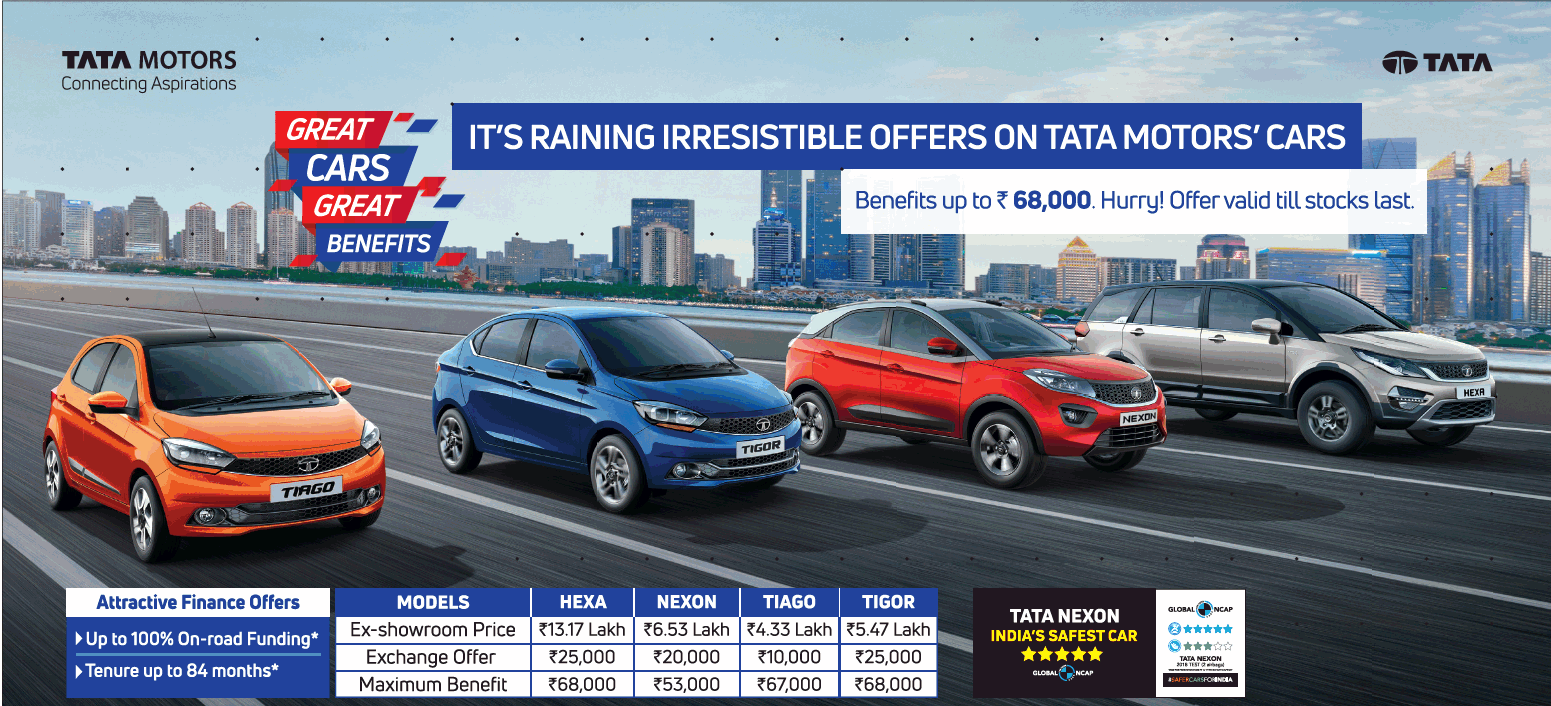 TATA MOTORS
Connecting Aspirations
TATA
GREAT
CARS
GREAT
BENEFITS
IT'S RAINING IRRESISTIBLE OFFERS ON TATA MOTORS' CARS
Benefits up to ₹ 68,000. Hurry! Offer valid till stocks last.
TIAGO
TIGOR
NEXON
HEXA
Attractive Finance Offers
Up to 100% On-road Funding*
Tenure up to 84 months*
MODELS HEXA NEXON TIAGO TIGOR
Ex-showroom Price ₹13.17 Lakh ₹6.53 Lakh ₹4.33 Lakh ₹5.47 Lakh
Exchange Offer ₹25,000 ₹20,000 ₹10,000 ₹25,000
Maximum Benefit ₹68,000 ₹53,000 ₹67,000 ₹68,000
TATA NEXON
INDIA'S SAFEST CAR
GLOBAL NCAP
GLOBAL NCAP
TATA NEXON
2018 TEST (2 airbags)
#SAFERCARSFORINDIA